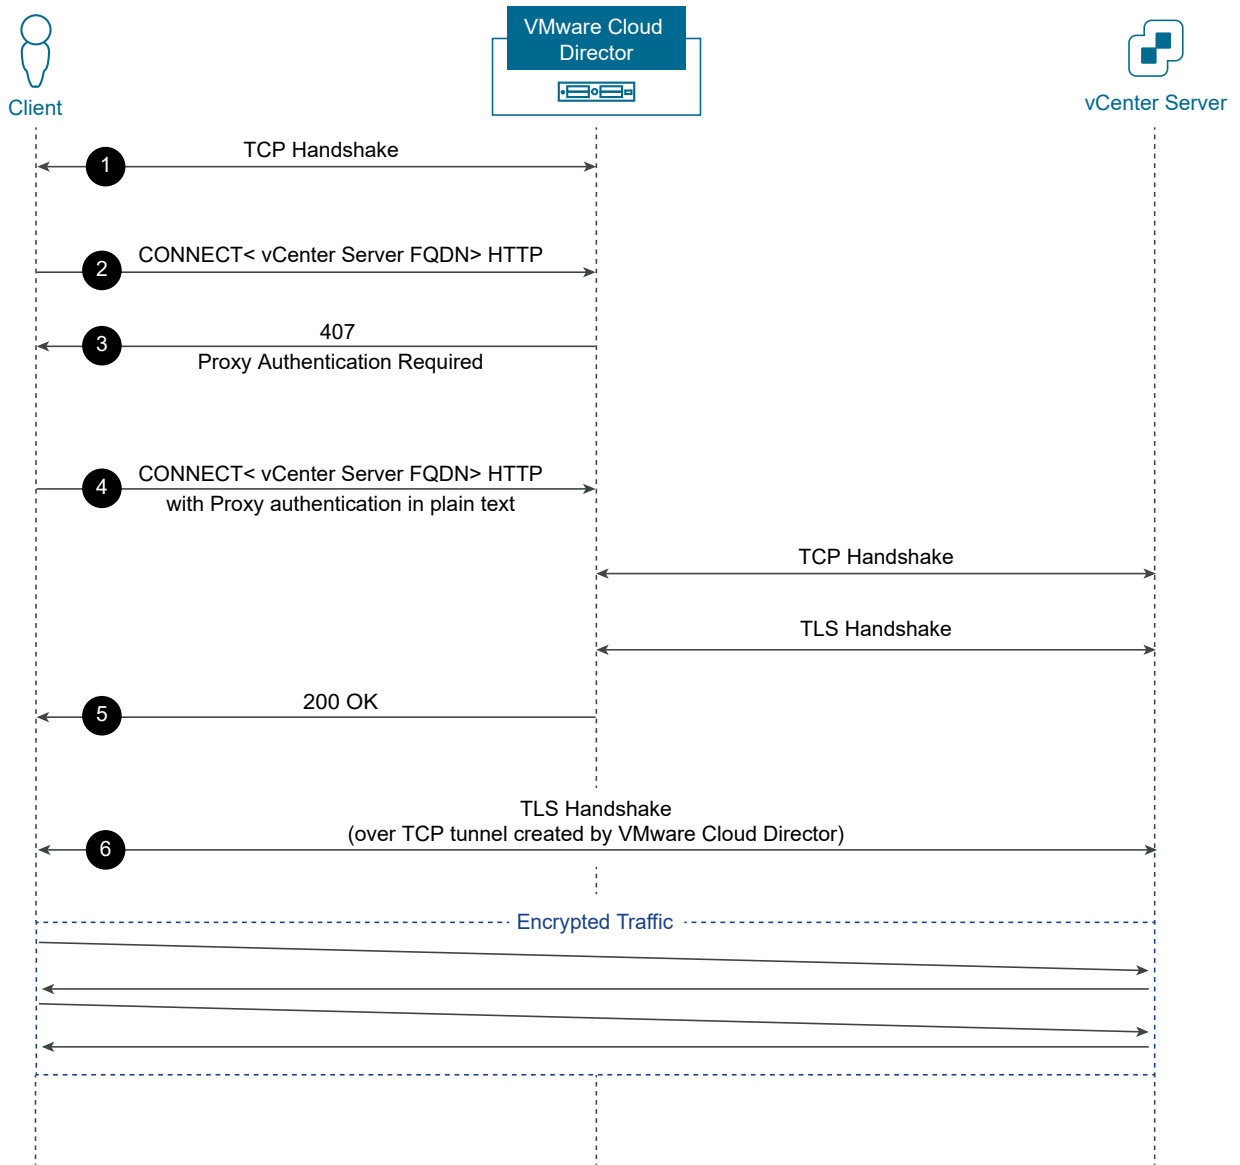 VMware Cloud
Director
Client
vCenter Server
TCP Handshake
1
CONNECT< vCenter Server FQDN> HTTP
2
407
3
Proxy Authentication Required
CONNECT< vCenter Server FQDN> HTTP
4
with Proxy authentication in plain text
TCP Handshake
TLS Handshake
200 OK
5
TLS Handshake
(over TCP tunnel created by VMware Cloud Director)
6
Encrypted Traffic